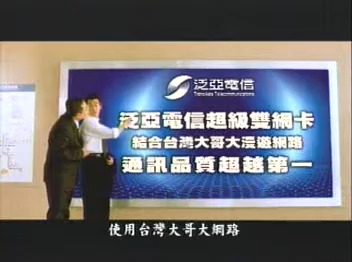 泛亞電信
TransAsia Telecommunications
泛亞電信超級雙網卡
結合台灣大哥大漫遊網路
通訊品質超越第一
使用台灣大哥大網路